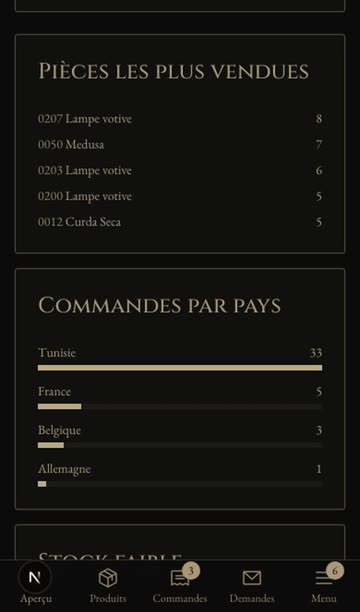 Pièces les plus vendues
0207 Lampe votive 8
0050 Medusa 7
0203 Lampe votive 6
0200 Lampe votive 5
0012 Curda Seca 5
Commandes par pays
Tunisie 33
France 5
Belgique 3
Allemagne 1
Stock faible
N 3 6
Aperçu Produits Commandes Demandes Menu